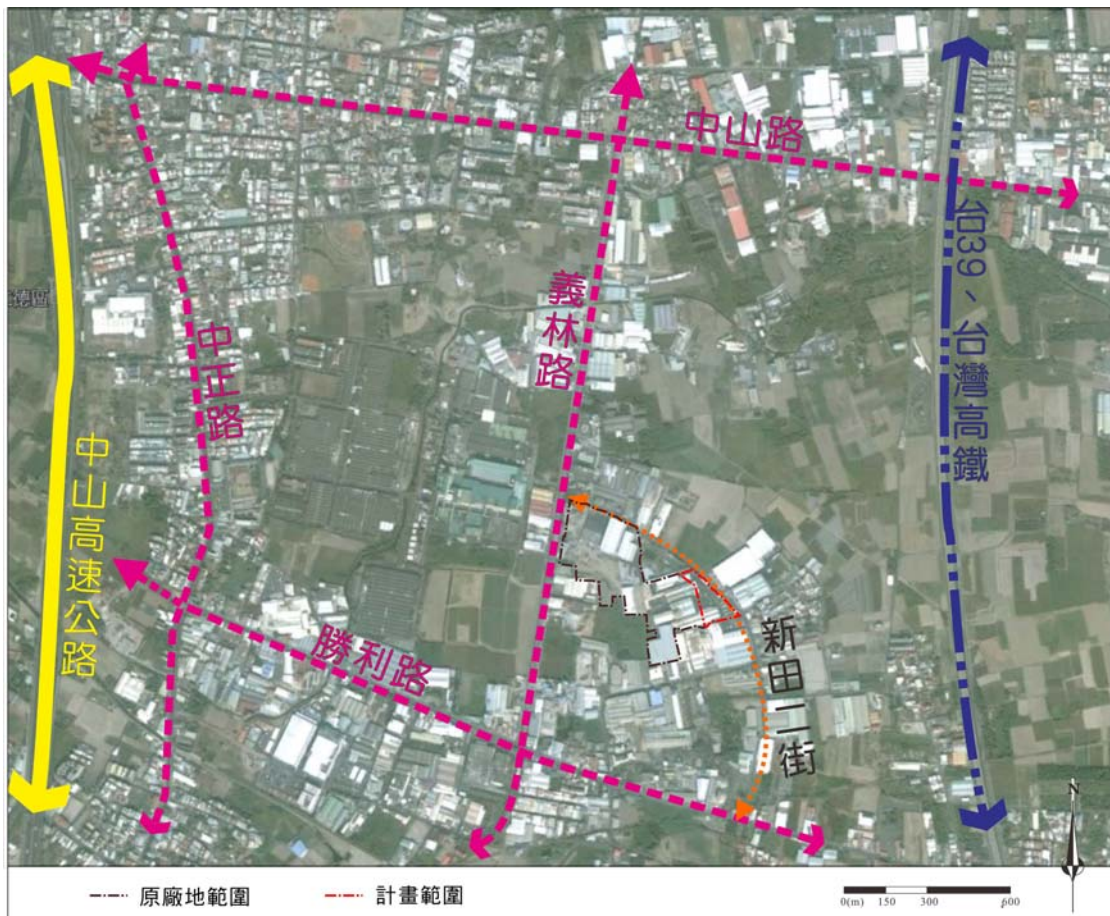 中山路
台39、台灣高鐵
義林路
中正路
中山高速公路
勝利路
新田二街
N
原廠地範圍
計畫範圍
0(m) 150 300 600